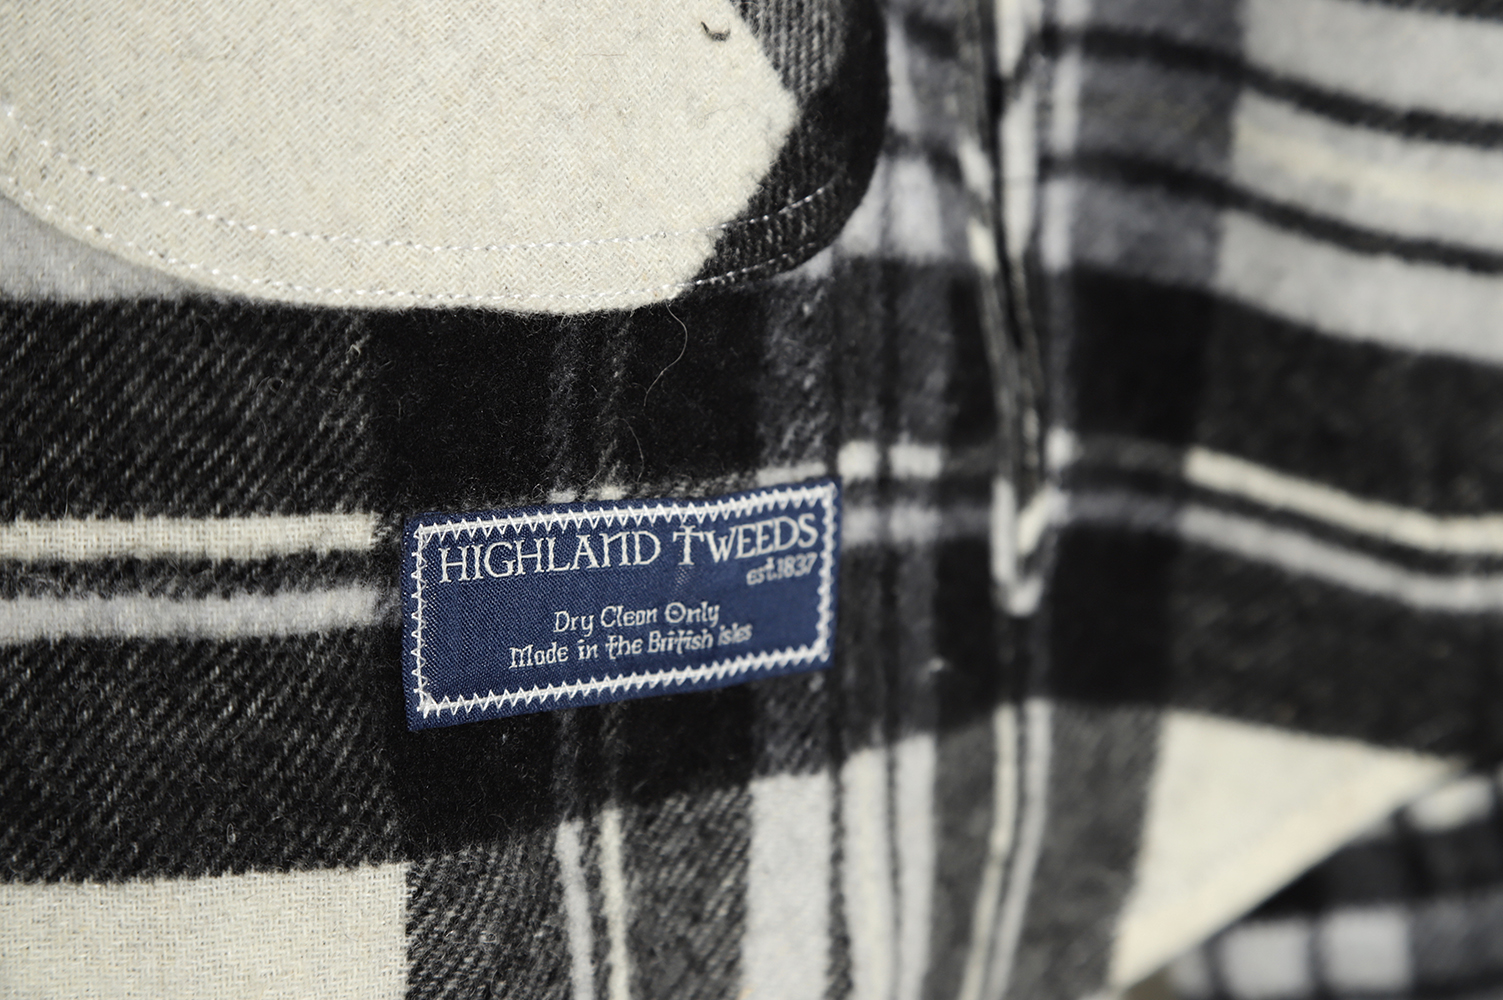 HIGHLAND TWEEDS
est.1837
Dry Clean Only
Made in the British Isles